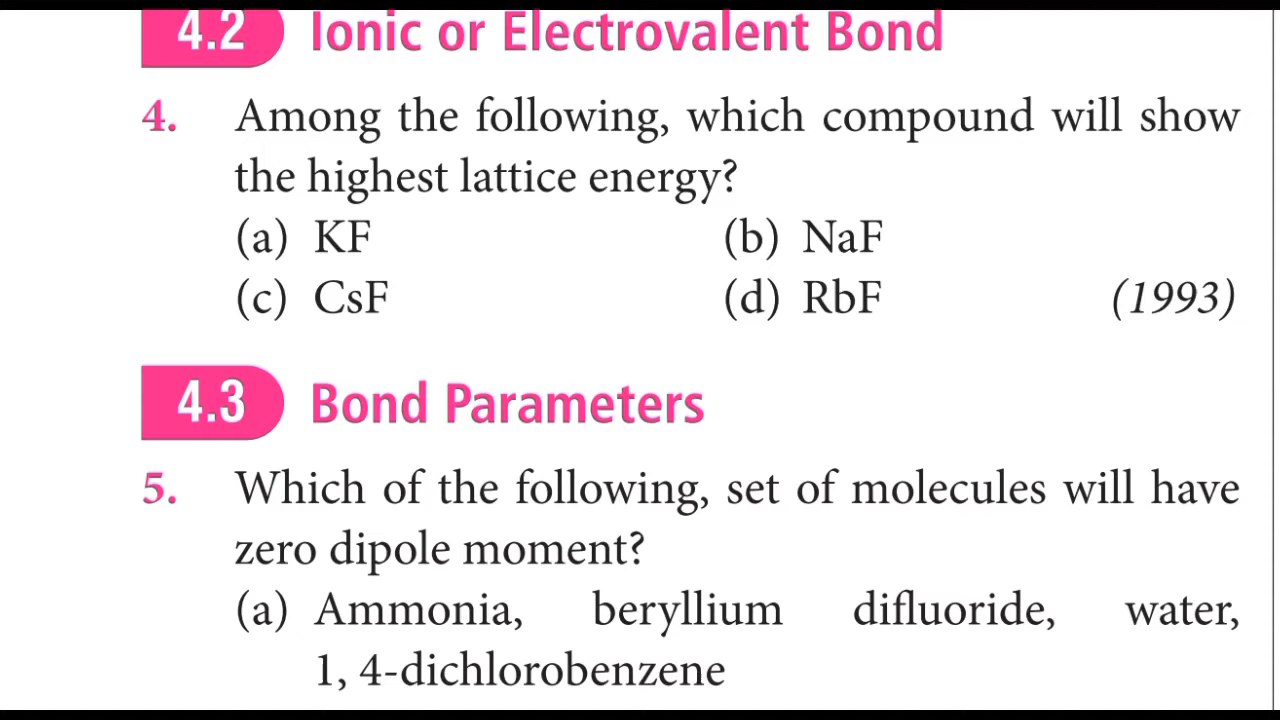 4.2 Ionic or Electrovalent Bond
4. Among the following, which compound will show
the highest lattice energy?
(a) KF (b) NaF
(c) CsF (d) RbF (1993)
4.3 Bond Parameters
5. Which of the following, set of molecules will have
zero dipole moment?
(a) Ammonia, beryllium difluoride, water,
1, 4-dichlorobenzene